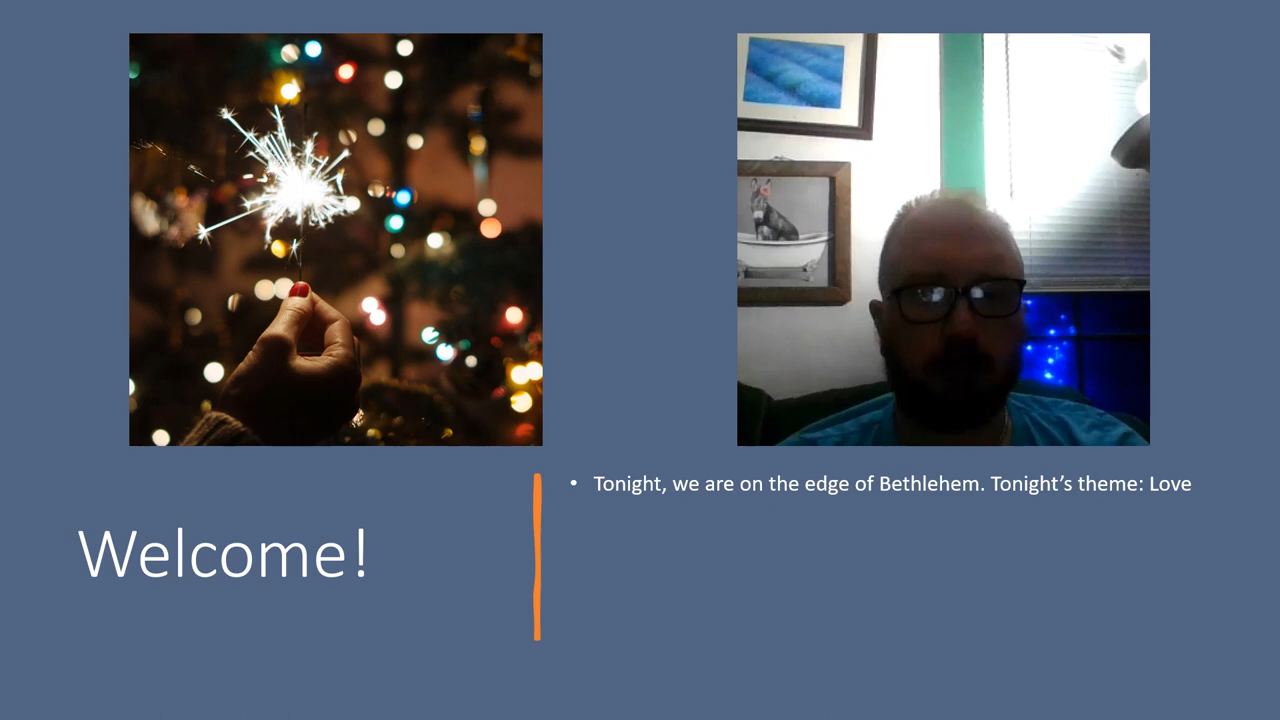 Welcome!
• Tonight, we are on the edge of Bethlehem. Tonight’s theme: Love